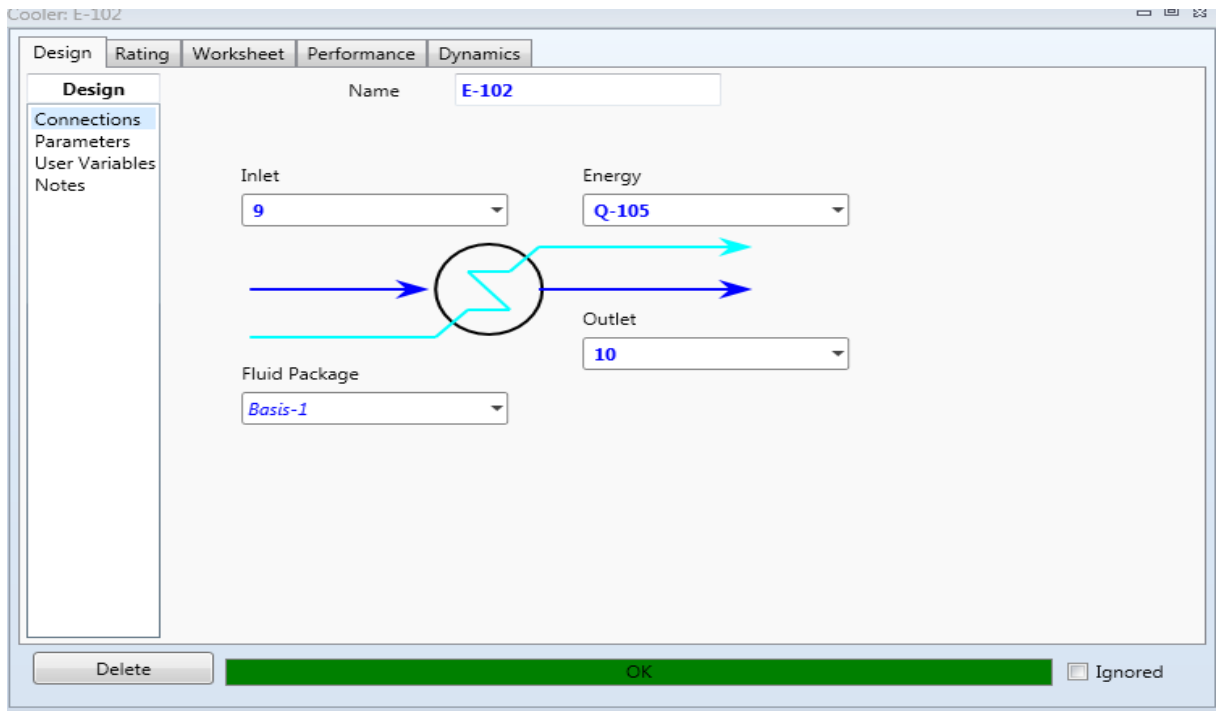 Cooler: E-102
Design Rating Worksheet Performance Dynamics
Design
Connections
Parameters
User Variables
Notes
Name E-102
Inlet Energy
9 Q-105
Outlet
10
Fluid Package
Basis-1
Delete OK Ignored